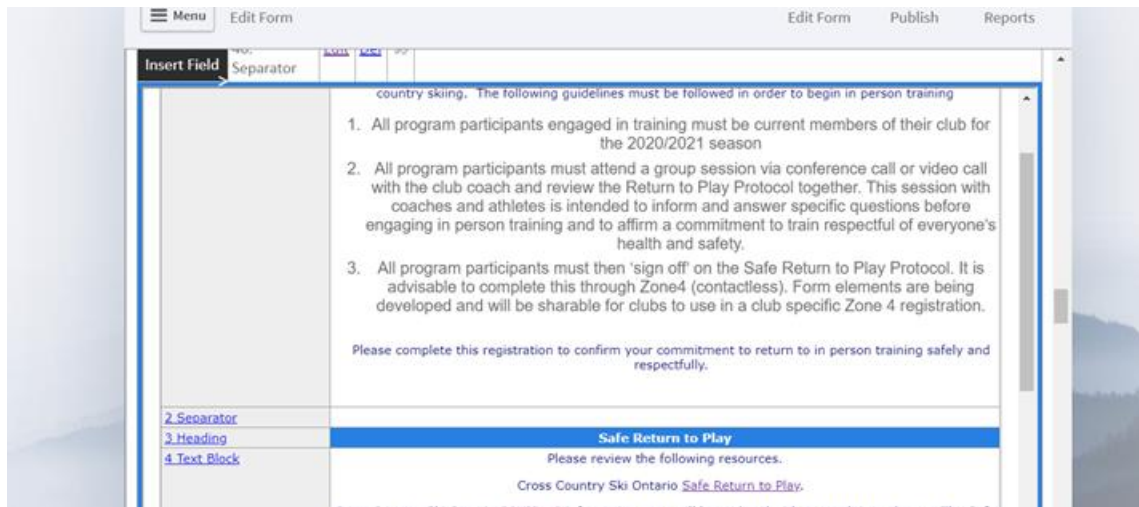 Menu Edit Form Edit Form Publish Reports
Insert Field
Separator
country skiing. The following guidelines must be followed in order to begin in person training
1. All program participants engaged in training must be current members of their club for
the 2020/2021 season
2. All program participants must attend a group session via conference call or video call
with the club coach and review the Return to Play Protocol together. This session with
coaches and athletes is intended to inform and answer specific questions before
engaging in person training and to affirm a commitment to train respectful of everyone's
health and safety.
3. All program participants must then ‘sign off’ on the Safe Return to Play Protocol. It is
advisable to complete this through Zone4 (contactless). Form elements are being
developed and will be sharable for clubs to use in a club specific Zone 4 registration.
Please complete this registration to confirm your commitment to return to in person training safely and
respectfully.
2 Separator
3 Heading Safe Return to Play
4 Text Block Please review the following resources.
Cross Country Ski Ontario Safe Return to Play.